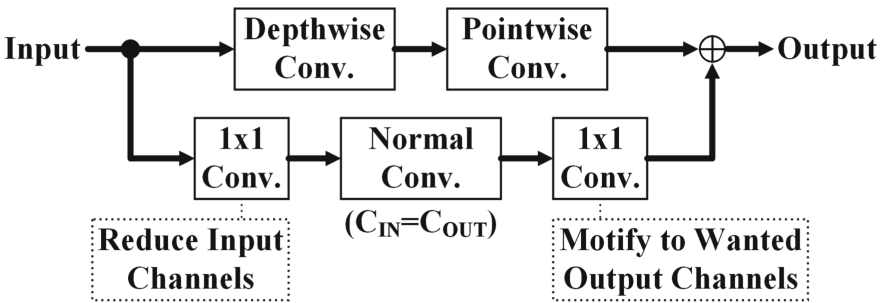 Input
Depthwise
Conv.
Pointwise
Conv.
Output
1x1
Conv.
Normal
Conv.
1x1
Conv.
(CIN=COUT)
Reduce Input
Channels
Motify to Wanted
Output Channels